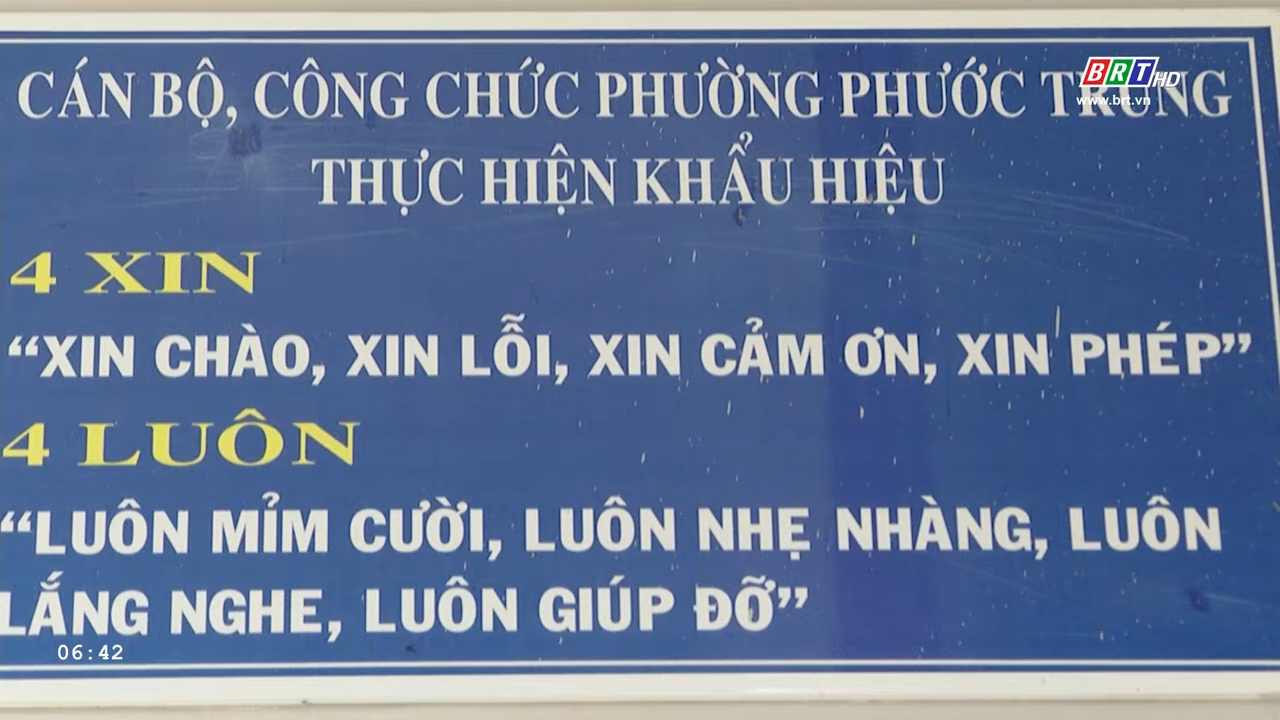 BRT HD
www.brt.vn
CÁN BỘ, CÔNG CHỨC PHƯỜNG PHƯỚC TRUNG
THỰC HIỆN KHẨU HIỆU
4 XIN
“XIN CHÀO, XIN LỖI, XIN CẢM ƠN, XIN PHÉP”
4 LUÔN
“LUÔN MỈM CƯỜI, LUÔN NHẸ NHÀNG, LUÔN
LẮNG NGHE, LUÔN GIÚP ĐỠ”
06:42